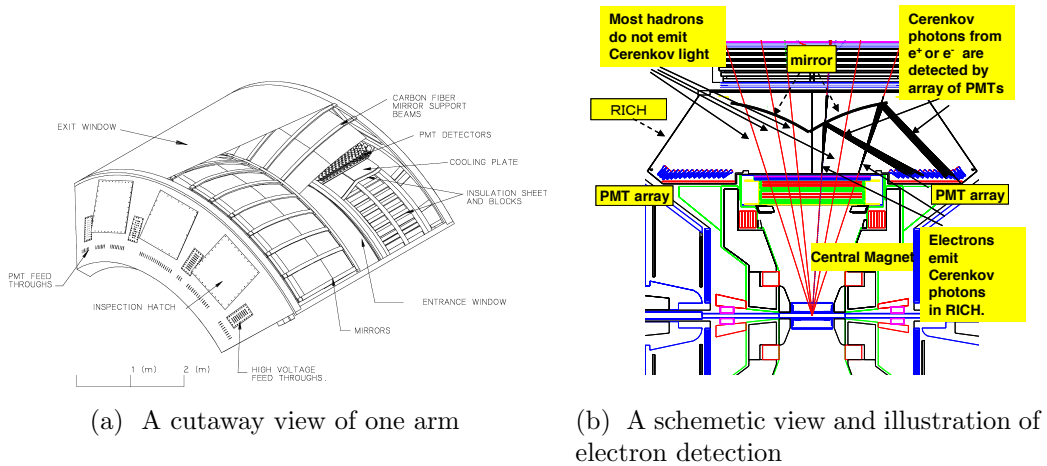 CARBON FIBER
MIRROR SUPPORT
BEAMS
PMT DETECTORS
EXIT WINDOW
COOLING PLATE
INSULATION SHEET
AND BLOCKS
PMT FEED
THROUGHS
INSPECTION HATCH
ENTRANCE WINDOW
MIRRORS
1 (m)
2 (m)
HIGH VOLTAGE
FEED THROUGHS.
(a) A cutaway view of one arm
Most hadrons
do not emit
Cerenkov light
mirror
Cerenkov
photons from
e+ or e- are
detected by
array of PMTs
RICH
PMT array
PMT array
Central Magnet
Electrons
emit
Cerenkov
photons
in RICH.
(b) A schemetic view and illustration of
electron detection